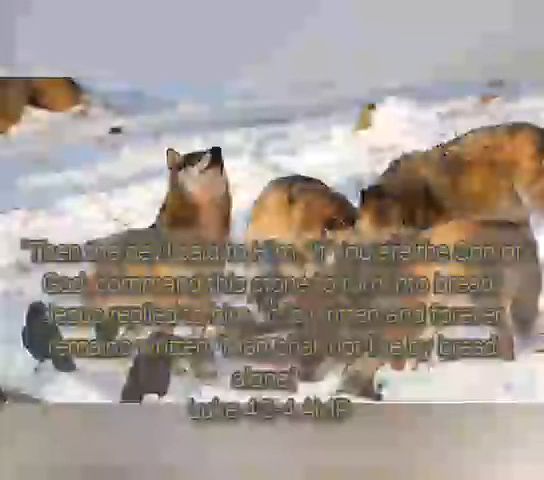 "Then the devil said to Him, "If You are the Son of
God, command this stone to turn into bread."
Jesus replied to him, "It is written and forever
remains written, 'Man shall not live by bread
alone.'"
Luke 4:3-4 AMP